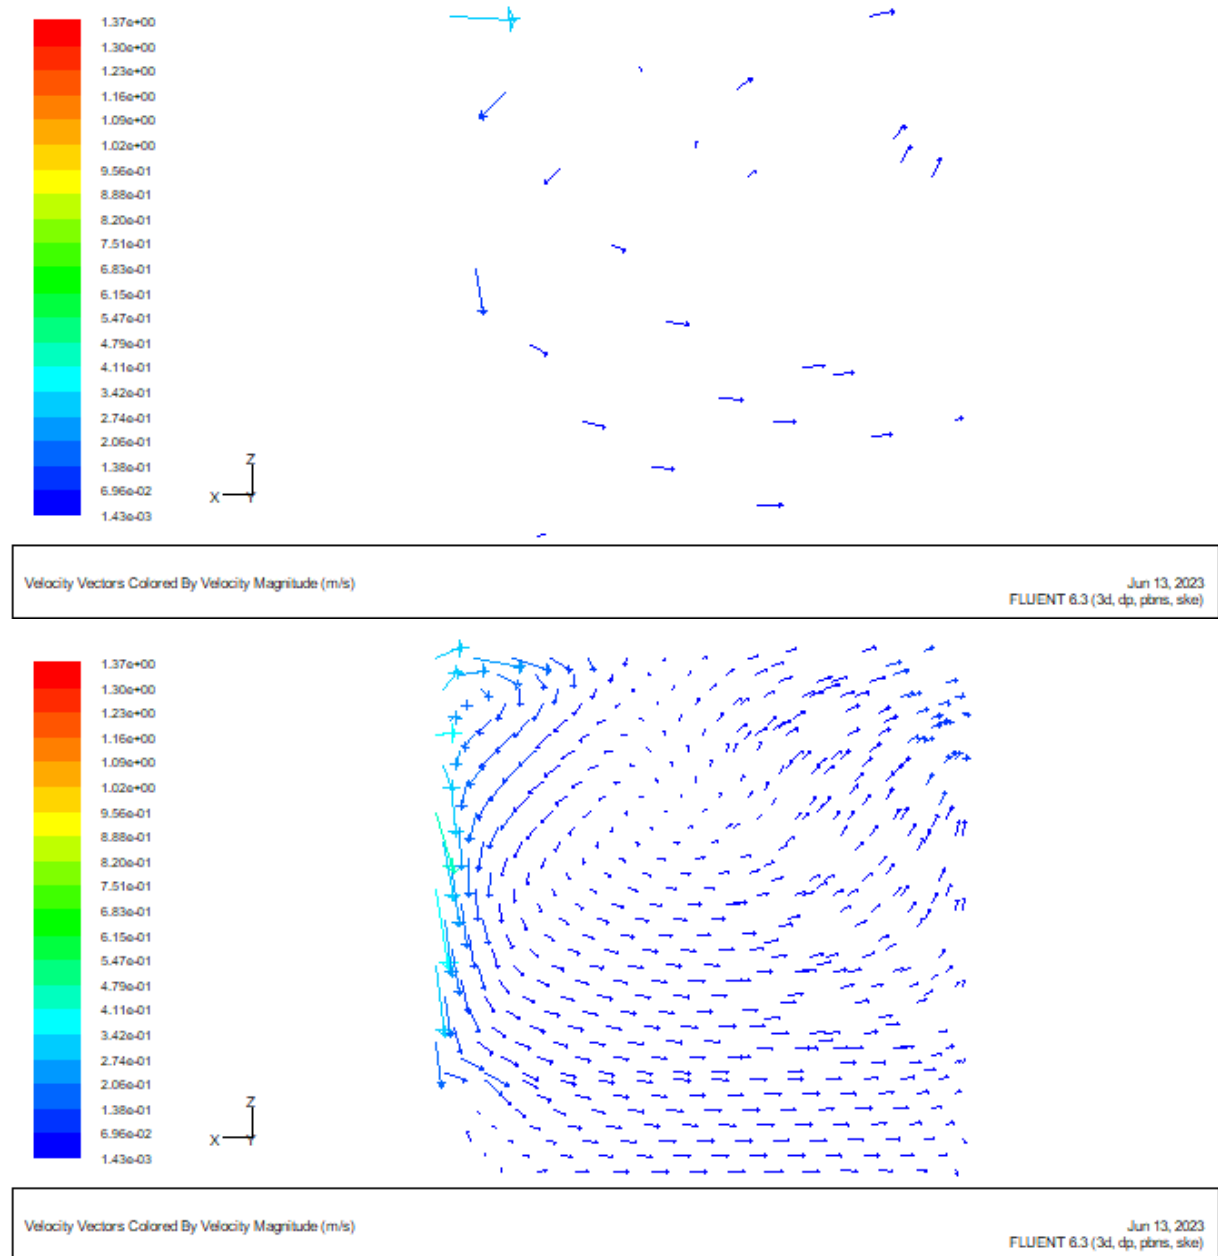 1.37e+00
1.30e+00
1.23e+00
1.16e+00
1.09e+00
1.02e+00
9.56e-01
8.88e-01
8.20e-01
7.51e-01
6.83e-01
6.15e-01
5.47e-01
4.79e-01
4.11e-01
3.42e-01
2.74e-01
2.06e-01
1.38e-01
6.96e-02
1.43e-03
Z
X Y
Velocity Vectors Colored By Velocity Magnitude (m/s)
Jun 13, 2023
FLUENT 6.3 (3d, dp, pbns, ske)
1.37e+00
1.30e+00
1.23e+00
1.16e+00
1.09e+00
1.02e+00
9.56e-01
8.88e-01
8.20e-01
7.51e-01
6.83e-01
6.15e-01
5.47e-01
4.79e-01
4.11e-01
3.42e-01
2.74e-01
2.06e-01
1.38e-01
6.96e-02
1.43e-03
Z
X Y
Velocity Vectors Colored By Velocity Magnitude (m/s)
Jun 13, 2023
FLUENT 6.3 (3d, dp, pbns, ske)